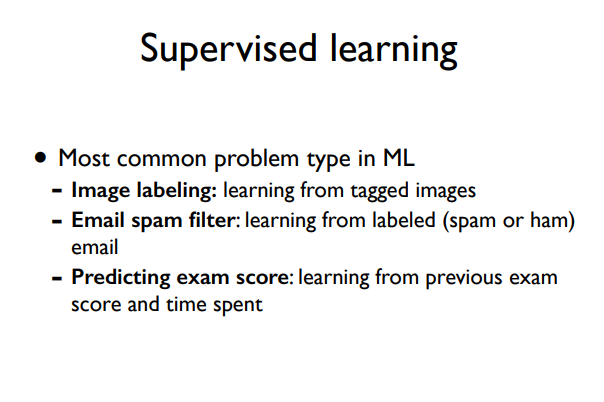 Supervised learning
• Most common problem type in ML
- Image labeling: learning from tagged images
- Email spam filter: learning from labeled (spam or ham)
email
- Predicting exam score: learning from previous exam
score and time spent